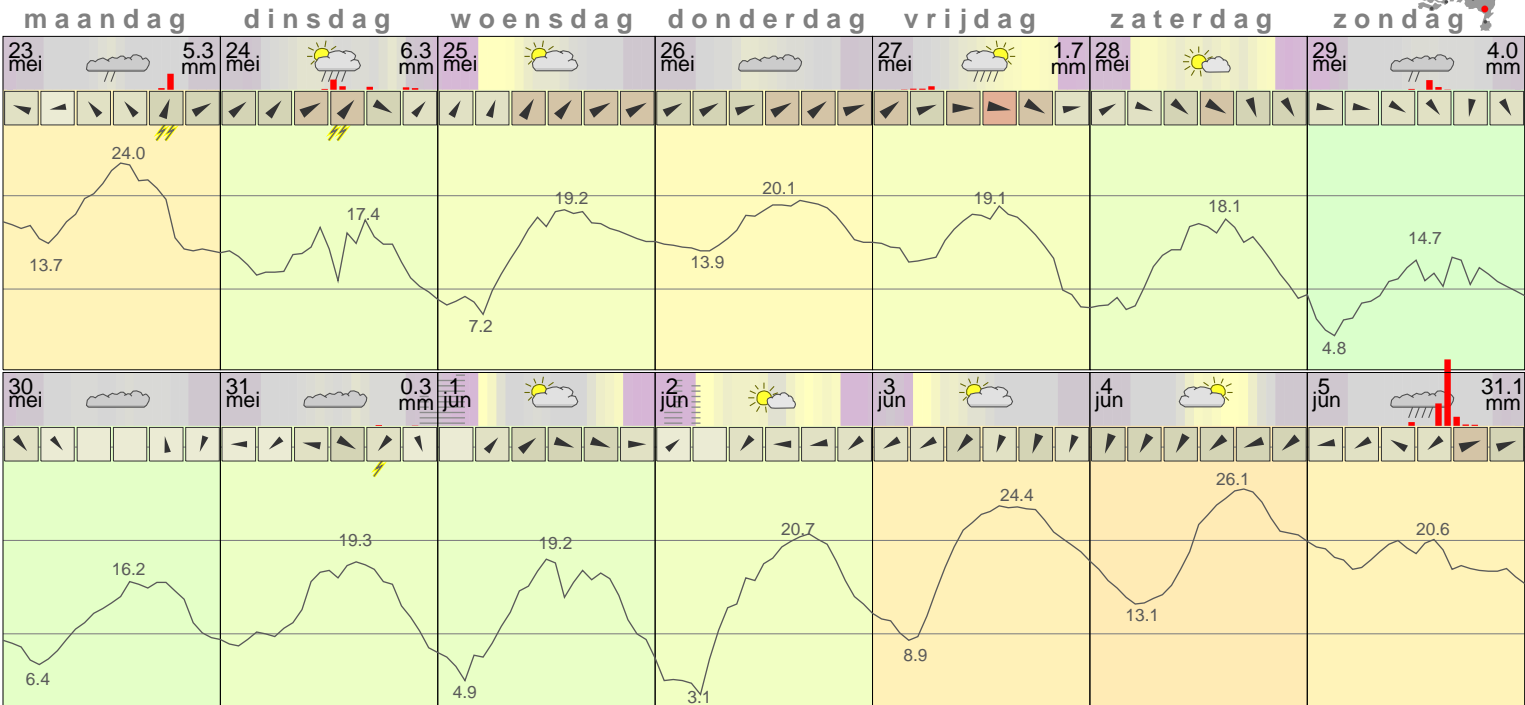 maandag dinsdag woensdag donderdag vrijdag zaterdag zondag
23 mei 5.3 mm
24 mei 6.3 mm
25 mei
26 mei
27 mei 1.7 mm
28 mei
29 mei 4.0 mm
24.0
13.7
17.4
19.2
7.2
20.1
13.9
19.1
18.1
14.7
4.8
30 mei
31 mei 0.3 mm
1 jun
2 jun
3 jun
4 jun
5 jun 31.1 mm
16.2
6.4
19.3
19.2
4.9
20.7
3.1
24.4
8.9
26.1
13.1
20.6